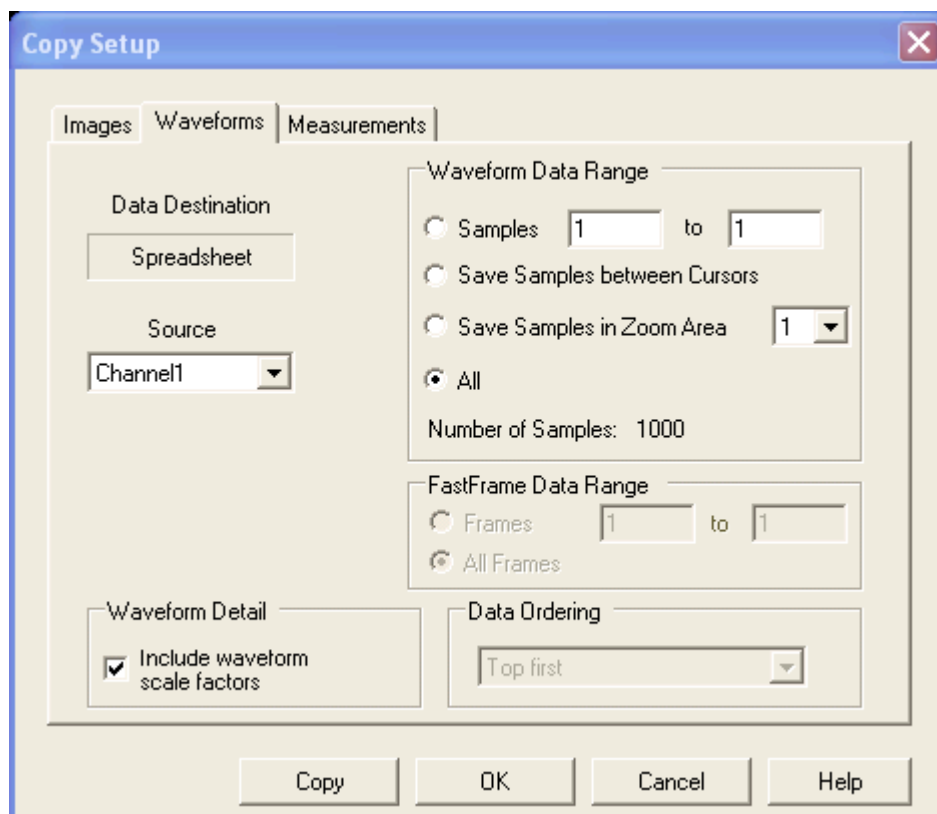 Copy Setup
Images Waveforms Measurements
Data Destination
Spreadsheet
Source
Channel1
Waveform Data Range
Samples 1 to 1
Save Samples between Cursors
Save Samples in Zoom Area 1
All
Number of Samples: 1000
FastFrame Data Range
Frames 1 to 1
All Frames
Waveform Detail
Include waveform
scale factors
Data Ordering
Top first
Copy OK Cancel Help